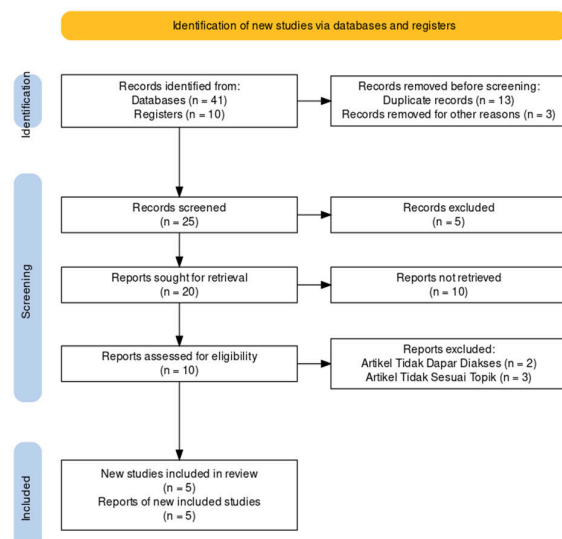 Identification of new studies via databases and registers
Identification
Records identified from:
Databases (n = 41)
Registers (n = 10)
Records removed before screening:
Duplicate records (n = 13)
Records removed for other reasons (n = 3)
Screening
Records screened
(n = 25)
Records excluded
(n = 5)
Reports sought for retrieval
(n = 20)
Reports not retrieved
(n = 10)
Reports assessed for eligibility
(n = 10)
Reports excluded:
Artikel Tidak Dapar Diakses (n = 2)
Artikel Tidak Sesuai Topik (n = 3)
Included
New studies included in review
(n = 5)
Reports of new included studies
(n = 5)